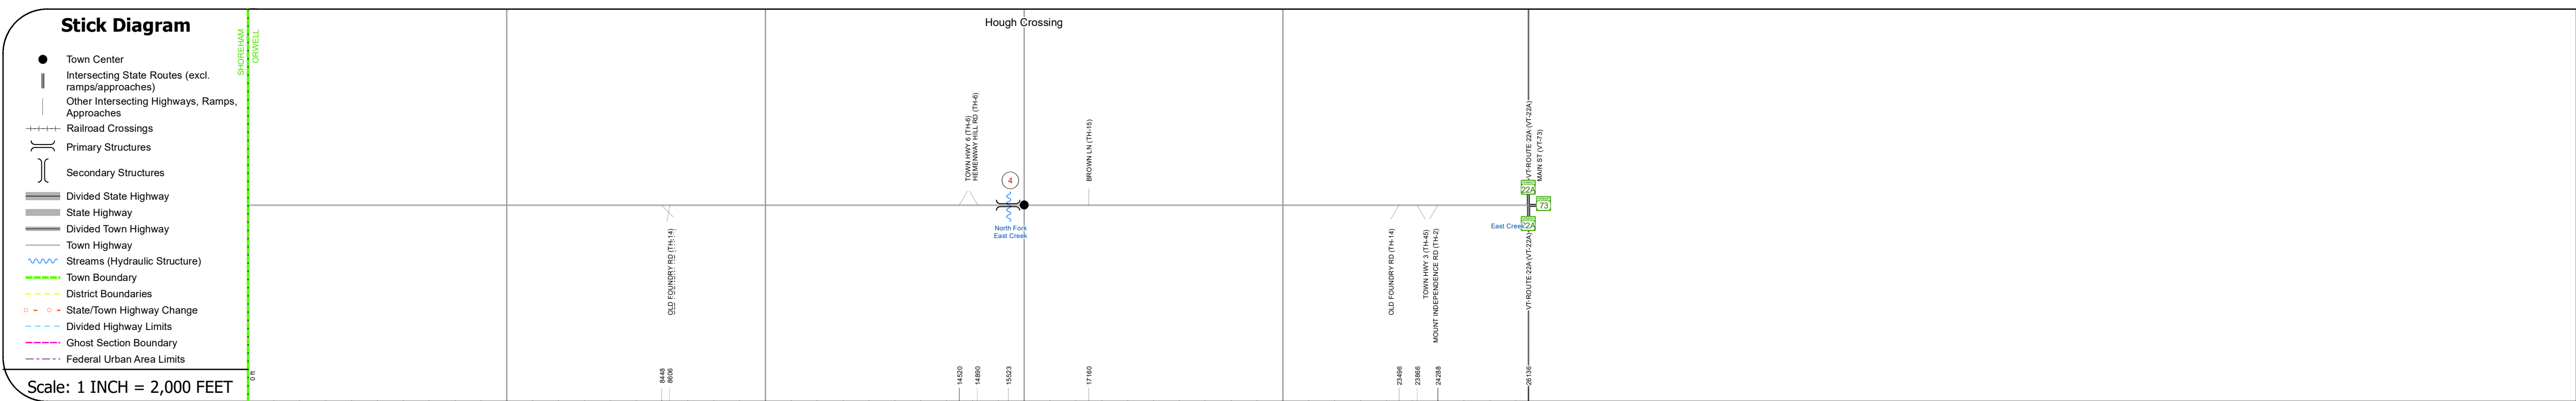 Stick Diagram
Town Center
Intersecting State Routes (excl.
ramps/approaches)
Other Intersecting Highways, Ramps,
Approaches
Railroad Crossings
Primary Structures
Secondary Structures
Divided State Highway
State Highway
Divided Town Highway
Town Highway
Streams (Hydraulic Structure)
Town Boundary
District Boundaries
State/Town Highway Change
Divided Highway Limits
Ghost Section Boundary
Federal Urban Area Limits
Scale: 1 INCH = 2,000 FEET
SHOREHAM
ORWELL
Hough Crossing
TOWN HWY 6 (TH-6)
HEMENWAY HILL RD (TH-6)
4
North Fork
East Creek
BROWN LN (TH-15)
OLD FOUNDRY RD (TH-14)
OLD FOUNDRY RD (TH-14)
TOWN HWY 3 (TH-45)
MOUNT INDEPENDENCE RD (TH-2)
VT-ROUTE 22A (VT-22A)
MAIN ST (VT-73)
22A
73
East Creek
22A
VT-ROUTE 22A (VT-22A)
0 ft
8448
8606
14520
14890
15523
17160
23496
23866
24288
26136